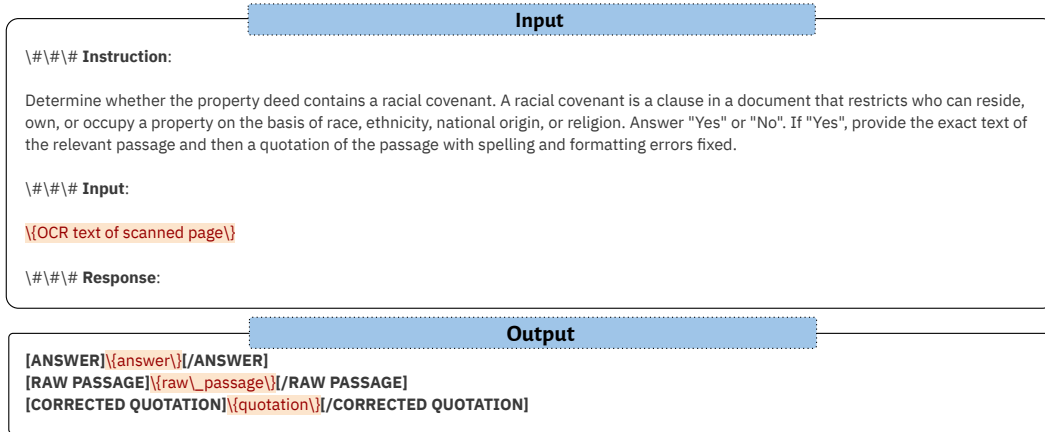 Input
\#\#\# Instruction:
Determine whether the property deed contains a racial covenant. A racial covenant is a clause in a document that restricts who can reside,
own, or occupy a property on the basis of race, ethnicity, national origin, or religion. Answer "Yes" or "No". If "Yes", provide the exact text of
the relevant passage and then a quotation of the passage with spelling and formatting errors fixed.
\#\#\# Input:
\{OCR text of scanned page\}
\#\#\# Response:
Output
[ANSWER]\{answer\}[/ANSWER]
[RAW PASSAGE]\{raw\_passage\}[/RAW PASSAGE]
[CORRECTED QUOTATION]\{quotation\}[/CORRECTED QUOTATION]